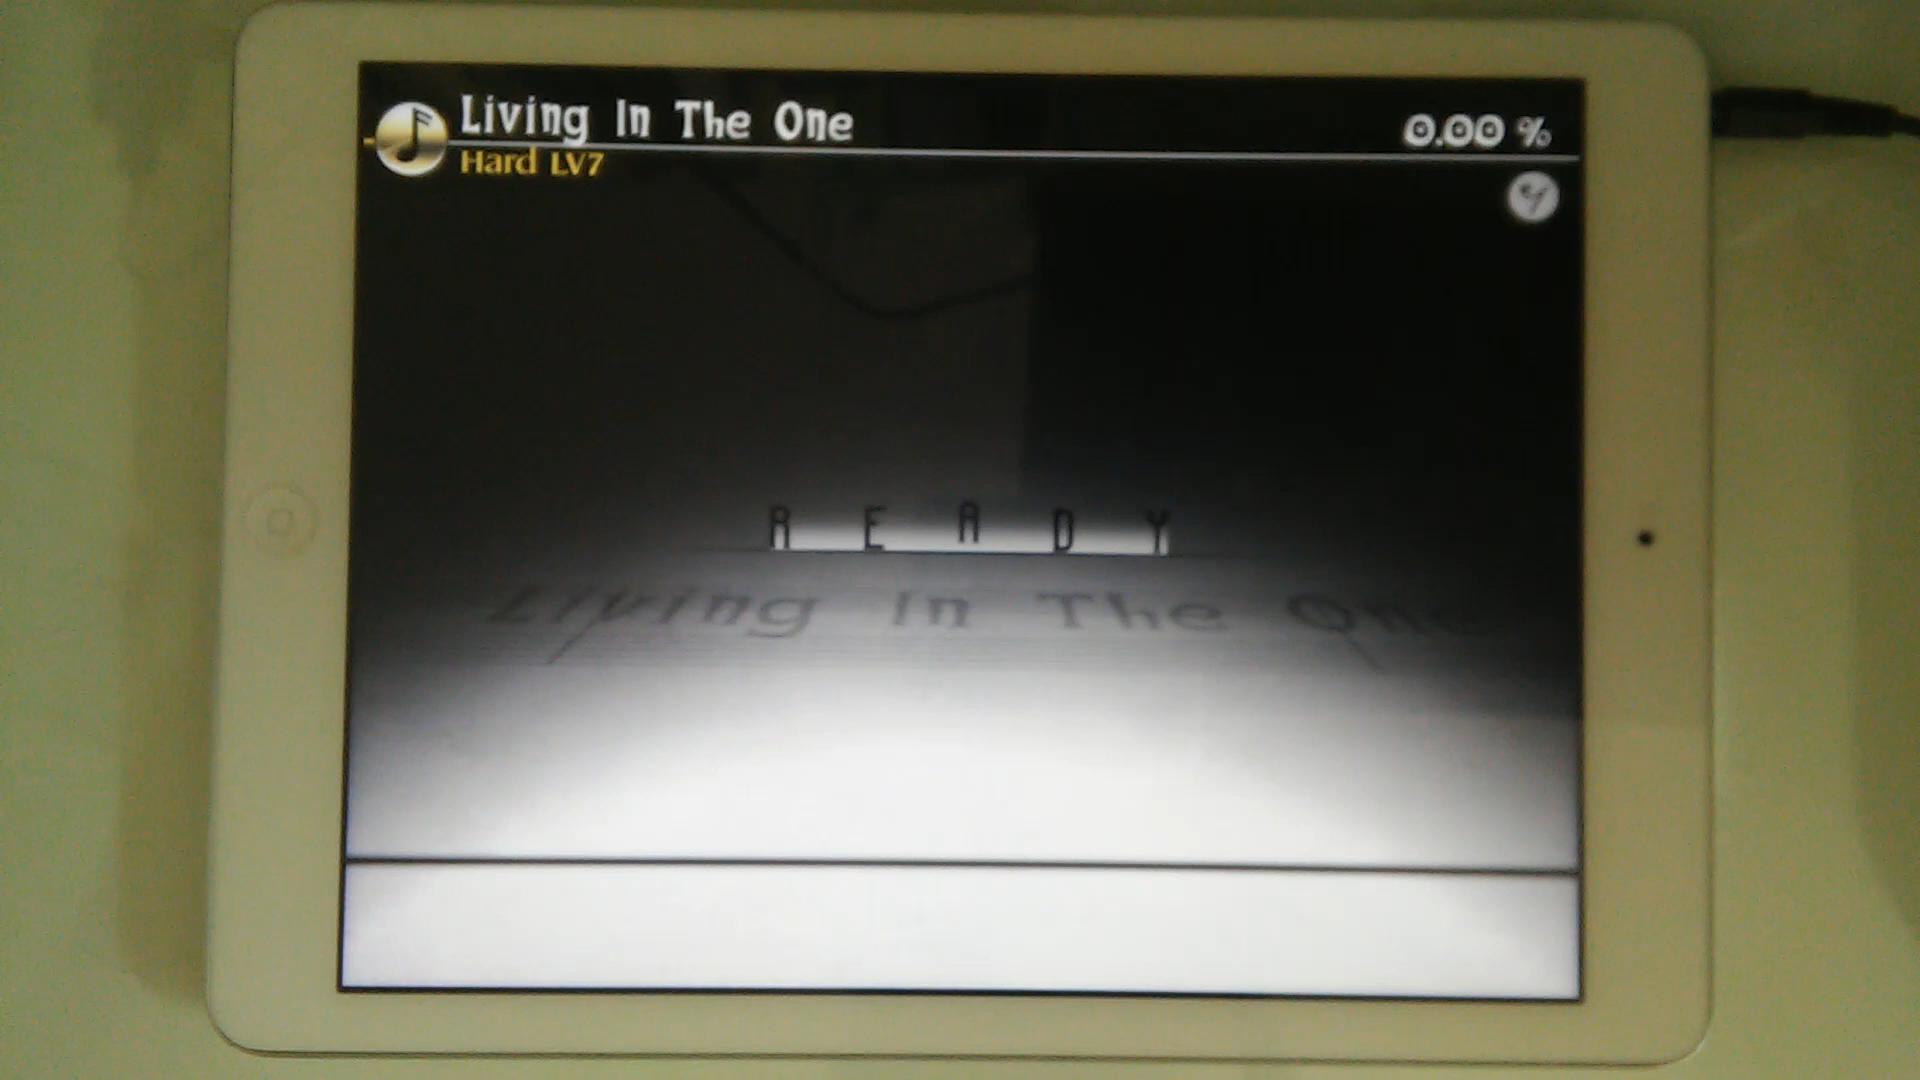 Living In The One
0.00 %
Hard LV7
READY
Living In The One